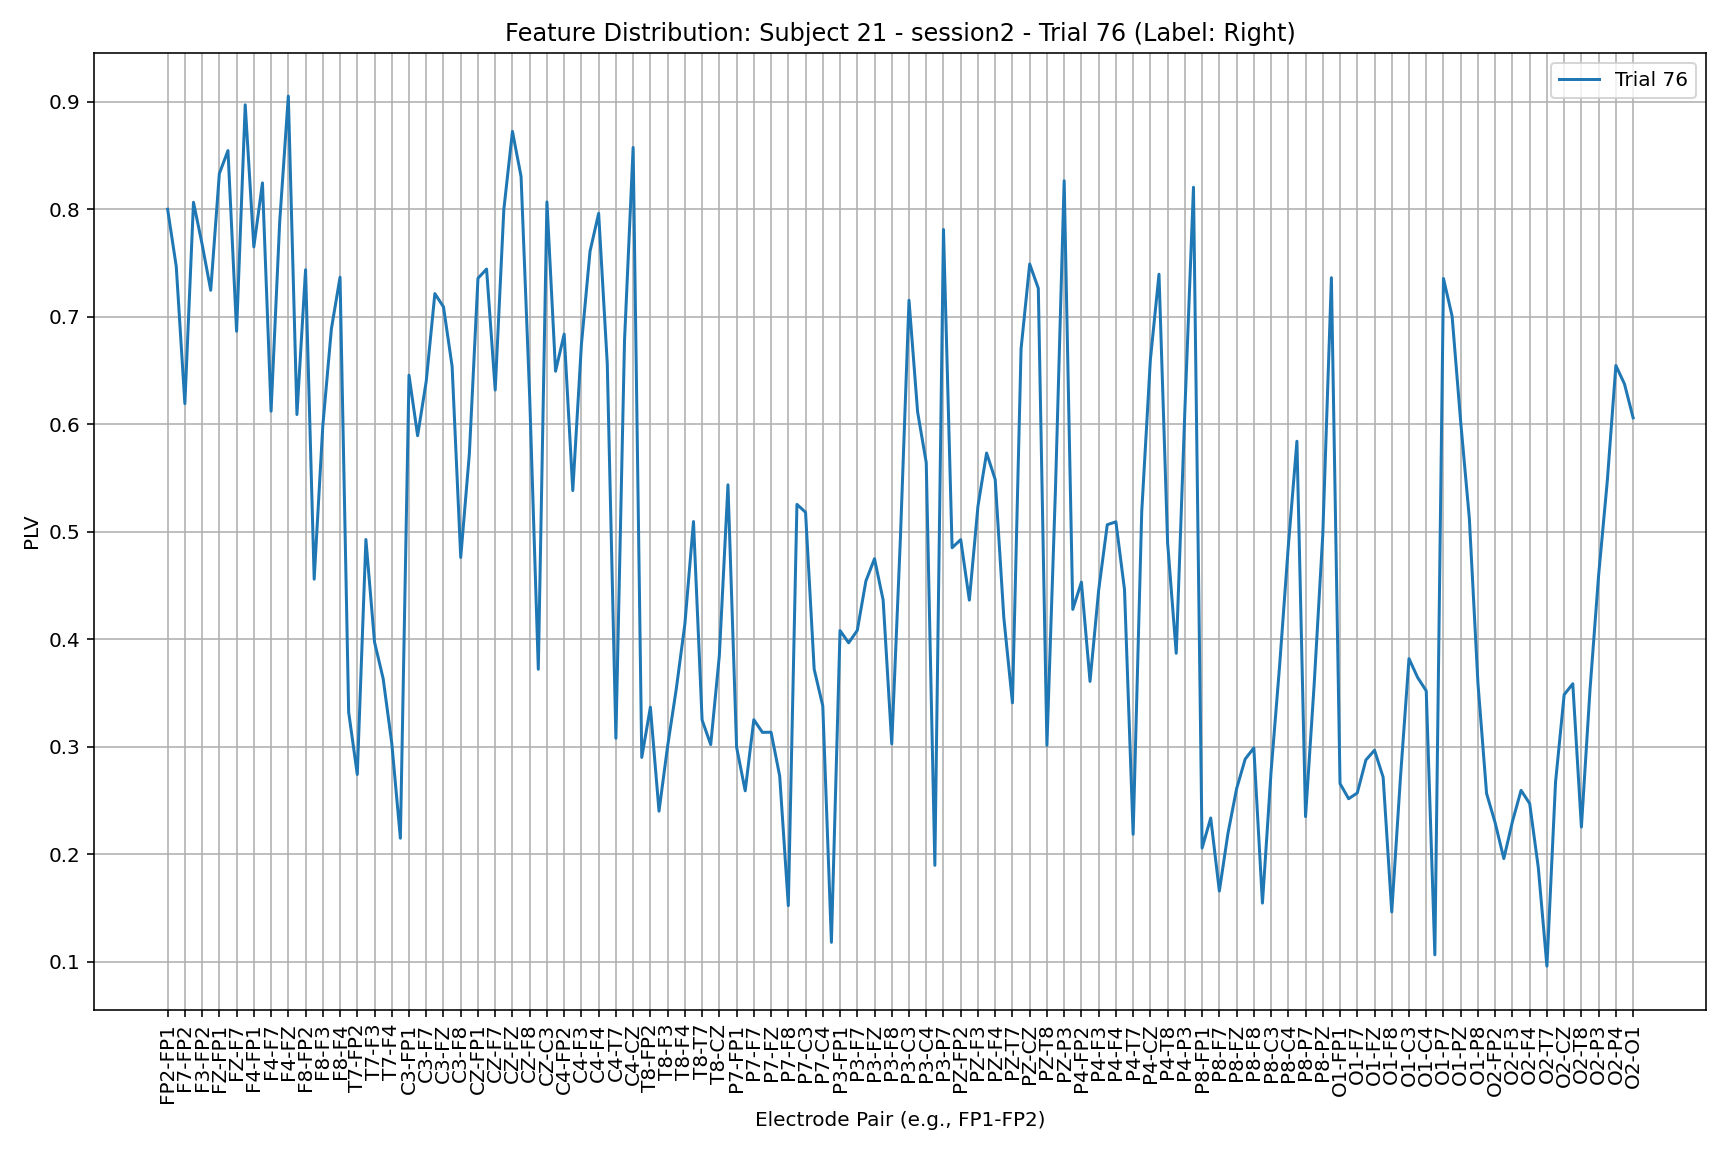 Feature Distribution: Subject 21 - session2 - Trial 76 (Label: Right)
Trial 76
PLV
0.9
0.8
0.7
0.6
0.5
0.4
0.3
0.2
0.1
FP2-FP1
F7-FP2
F3-FP2
FZ-FP1
FZ-F7
F4-FP1
F4-F7
F4-FZ
F8-FP2
F8-F3
F8-F4
T7-FP2
T7-F3
T7-F4
C3-FP1
C3-F7
C3-FZ
C3-F8
CZ-FP1
CZ-F7
CZ-FZ
CZ-F8
CZ-C3
C4-FP2
C4-F3
C4-F4
C4-T7
C4-CZ
T8-FP2
T8-F3
T8-F4
T8-T7
T8-CZ
P7-FP1
P7-F7
P7-FZ
P7-F8
P7-C3
P7-C4
P3-FP1
P3-F7
P3-FZ
P3-F8
P3-C3
P3-C4
P3-P7
PZ-FP2
PZ-F3
PZ-F4
PZ-T7
PZ-CZ
PZ-T8
PZ-P3
P4-FP2
P4-F3
P4-F4
P4-T7
P4-CZ
P4-T8
P4-P3
P8-FP1
P8-F7
P8-FZ
P8-F8
P8-C3
P8-C4
P8-P7
P8-PZ
O1-FP1
O1-F7
O1-FZ
O1-F8
O1-C3
O1-C4
O1-P7
O1-PZ
O1-P8
O2-FP2
O2-F3
O2-F4
O2-T7
O2-CZ
O2-T8
O2-P3
O2-P4
O2-O1
Electrode Pair (e.g., FP1-FP2)